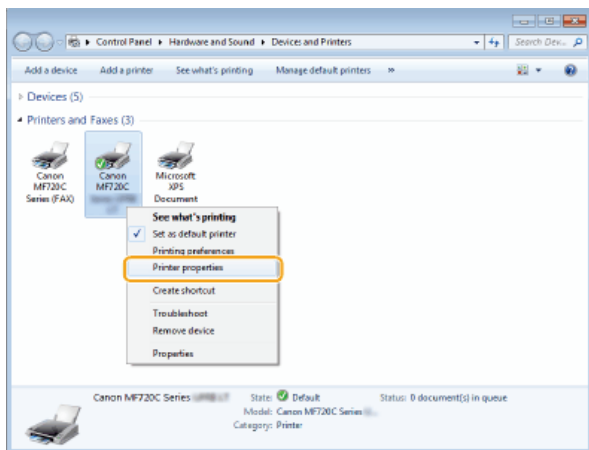 Control Panel ▸ Hardware and Sound ▸ Devices and Printers
Search Dev...
Add a device Add a printer See what's printing Manage default printers »
Devices (5)
Printers and Faxes (3)
Canon
MF720C
Series (FAX)
Canon
MF720C
Microsoft
XPS
Document
See what's printing
Set as default printer
Printing preferences
Printer properties
Create shortcut
Troubleshoot
Remove device
Properties
Canon MF720C Series
State: Default
Status: 0 document(s) in queue
Model: Canon MF720C Series
Category: Printer